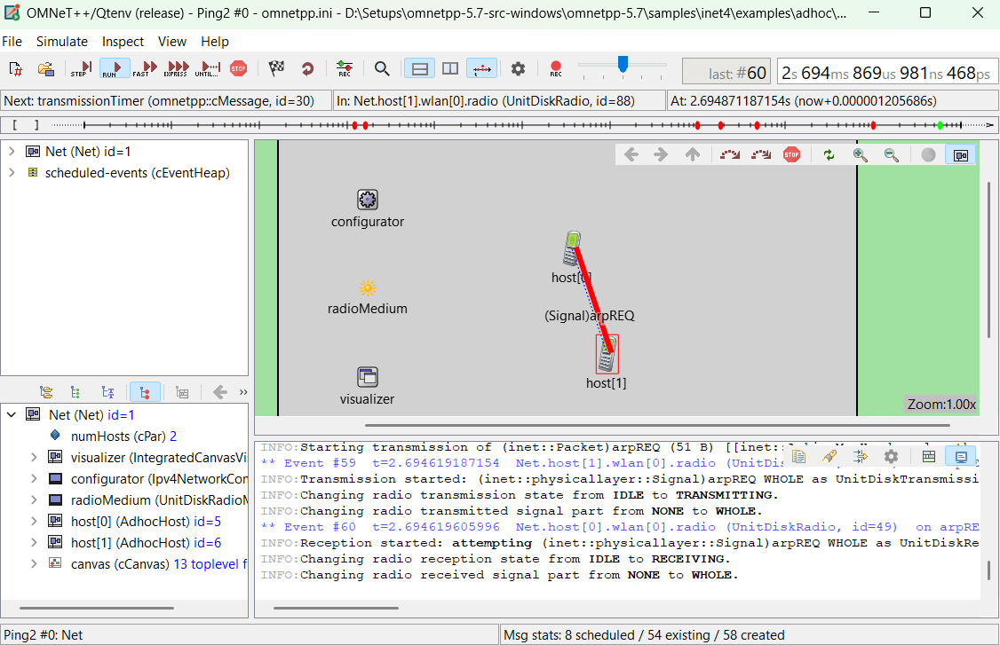 OMNeT++/Qtenv (release) - Ping2 #0 - omnetpp.ini - D:\Setups\omnetpp-5.7-src-windows\omnetpp-5.7\samples\inet4\examples\adhoc\...
File Simulate Inspect View Help
STEP RUN FAST EXPRESS UNTIL... STOP REC REC last: #60 2s 694ms 869us 981ns 468ps
Next: transmissionTimer (omnetpp::cMessage, id=30) In: Net.host[1].wlan[0].radio (UnitDiskRadio, id=88) At: 2.694871187154s (now+0.000001205686s)
[ ]
Net (Net) id=1
scheduled-events (cEventHeap)
STOP
configurator
host[0]
radioMedium
(Signal)arpREQ
host[1]
visualizer
Zoom:1.00x
Net (Net) id=1
numHosts (cPar) 2
visualizer (IntegratedCanvasVi
configurator (Ipv4NetworkCon
radioMedium (UnitDiskRadioM
host[0] (AdhocHost) id=5
host[1] (AdhocHost) id=6
canvas (cCanvas) 13 toplevel f
INFO:Starting transmission of (inet::Packet)arpREQ (51 B) [[inet::
** Event #59 t=2.694619187154 Net.host[1].wlan[0].radio (UnitDi
INFO:Transmission started: (inet::physicallayer::Signal)arpREQ WHOLE as UnitDiskTransmissi
INFO:Changing radio transmission state from IDLE to TRANSMITTING.
INFO:Changing radio transmitted signal part from NONE to WHOLE.
** Event #60 t=2.694619605996 Net.host[0].wlan[0].radio (UnitDiskRadio, id=49) on arpRE
INFO:Reception started: attempting (inet::physicallayer::Signal)arpREQ WHOLE as UnitDiskRe
INFO:Changing radio reception state from IDLE to RECEIVING.
INFO:Changing radio received signal part from NONE to WHOLE.
Ping2 #0: Net
Msg stats: 8 scheduled / 54 existing / 58 created